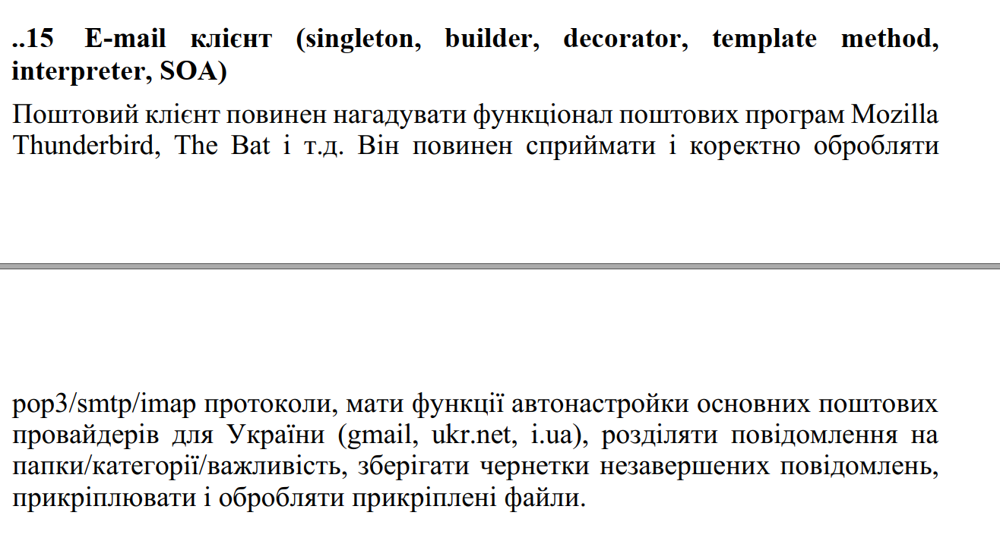 ..15 E-mail клієнт (singleton, builder, decorator, template method,
interpreter, SOA)
Поштовий клієнт повинен нагадувати функціонал поштових програм Mozilla
Thunderbird, The Bat і т.д. Він повинен сприймати і коректно обробляти
pop3/smtp/imap протоколи, мати функції автонастройки основних поштових
провайдерів для України (gmail, ukr.net, i.ua), розділяти повідомлення на
папки/категорії/важливість, зберігати чернетки незавершених повідомлень,
прикріплювати і обробляти прикріплені файли.